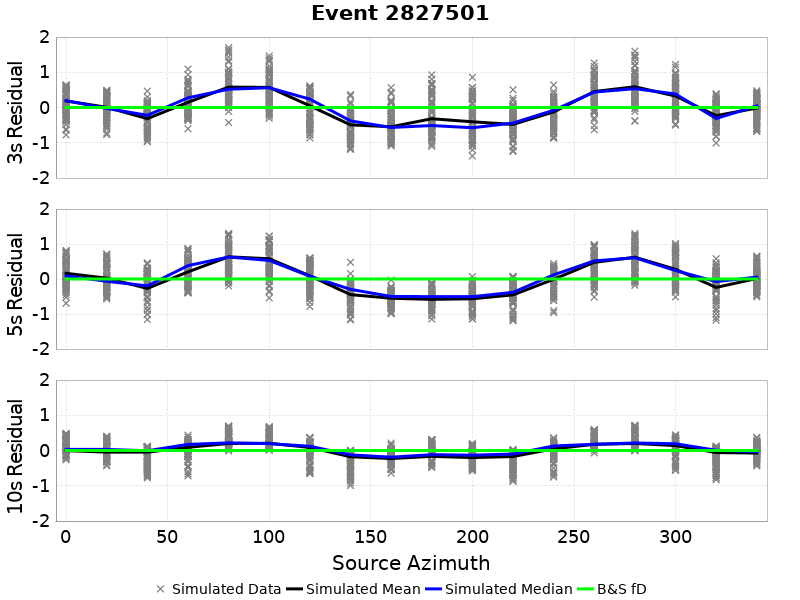 Event 2827501
3s Residual
2
1
0
-1
-2
5s Residual
2
1
0
-1
-2
10s Residual
2
1
0
-1
-2
0 50 100 150 200 250 300
Source Azimuth
Simulated Data Simulated Mean Simulated Median B&S fD